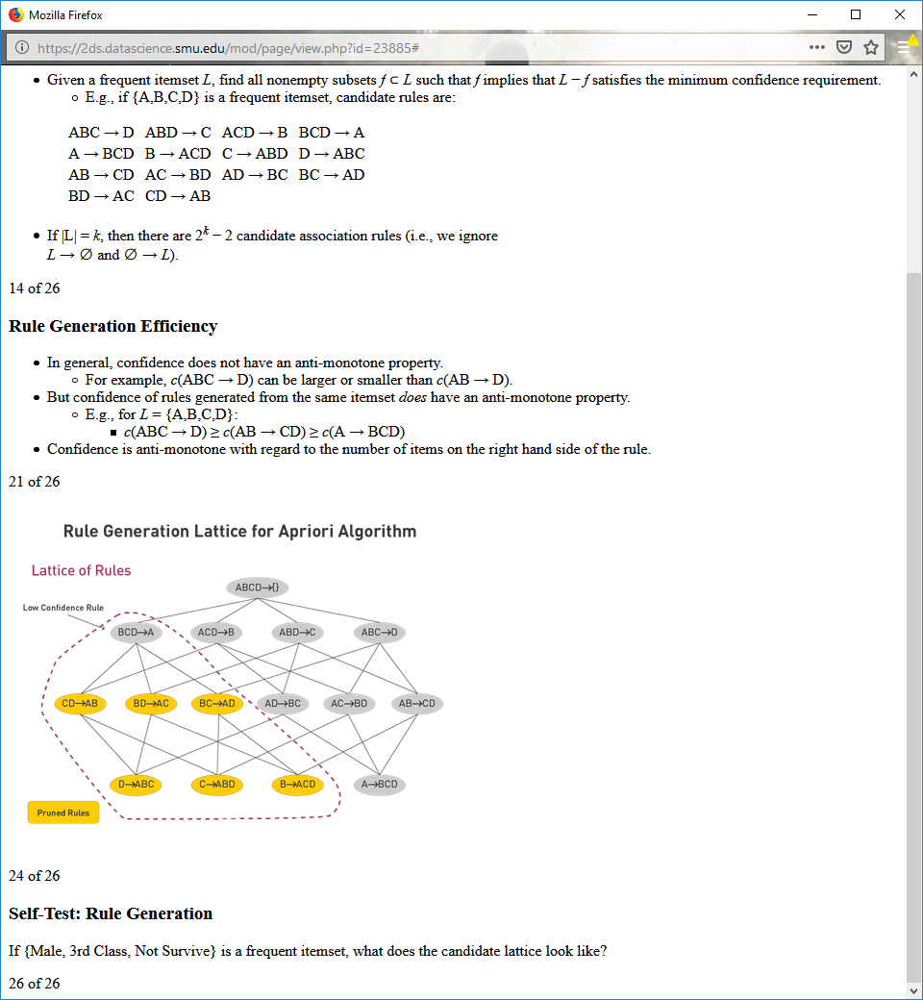 Mozilla Firefox
https://2ds.datascience.smu.edu/mod/page/view.php?id=23885#
• Given a frequent itemset L, find all nonempty subsets f ⊂ L such that f implies that L − f satisfies the minimum confidence requirement.
◦ E.g., if {A,B,C,D} is a frequent itemset, candidate rules are:
ABC → D ABD → C ACD → B BCD → A
A → BCD B → ACD C → ABD D → ABC
AB → CD AC → BD AD → BC BC → AD
BD → AC CD → AB
• If |L| = k, then there are 2^k − 2 candidate association rules (i.e., we ignore
L → Ø and Ø → L).
14 of 26
Rule Generation Efficiency
• In general, confidence does not have an anti-monotone property.
◦ For example, c(ABC → D) can be larger or smaller than c(AB → D).
• But confidence of rules generated from the same itemset does have an anti-monotone property.
◦ E.g., for L = {A,B,C,D}:
▪ c(ABC → D) ≥ c(AB → CD) ≥ c(A → BCD)
• Confidence is anti-monotone with regard to the number of items on the right hand side of the rule.
21 of 26
Rule Generation Lattice for Apriori Algorithm
Lattice of Rules
ABCD→{}
Low Confidence Rule
BCD→A ACD→B ABD→C ABC→D
CD→AB BD→AC BC→AD AD→BC AC→BD AB→CD
D→ABC C→ABD B→ACD A→BCD
Pruned Rules
24 of 26
Self-Test: Rule Generation
If {Male, 3rd Class, Not Survive} is a frequent itemset, what does the candidate lattice look like?
26 of 26